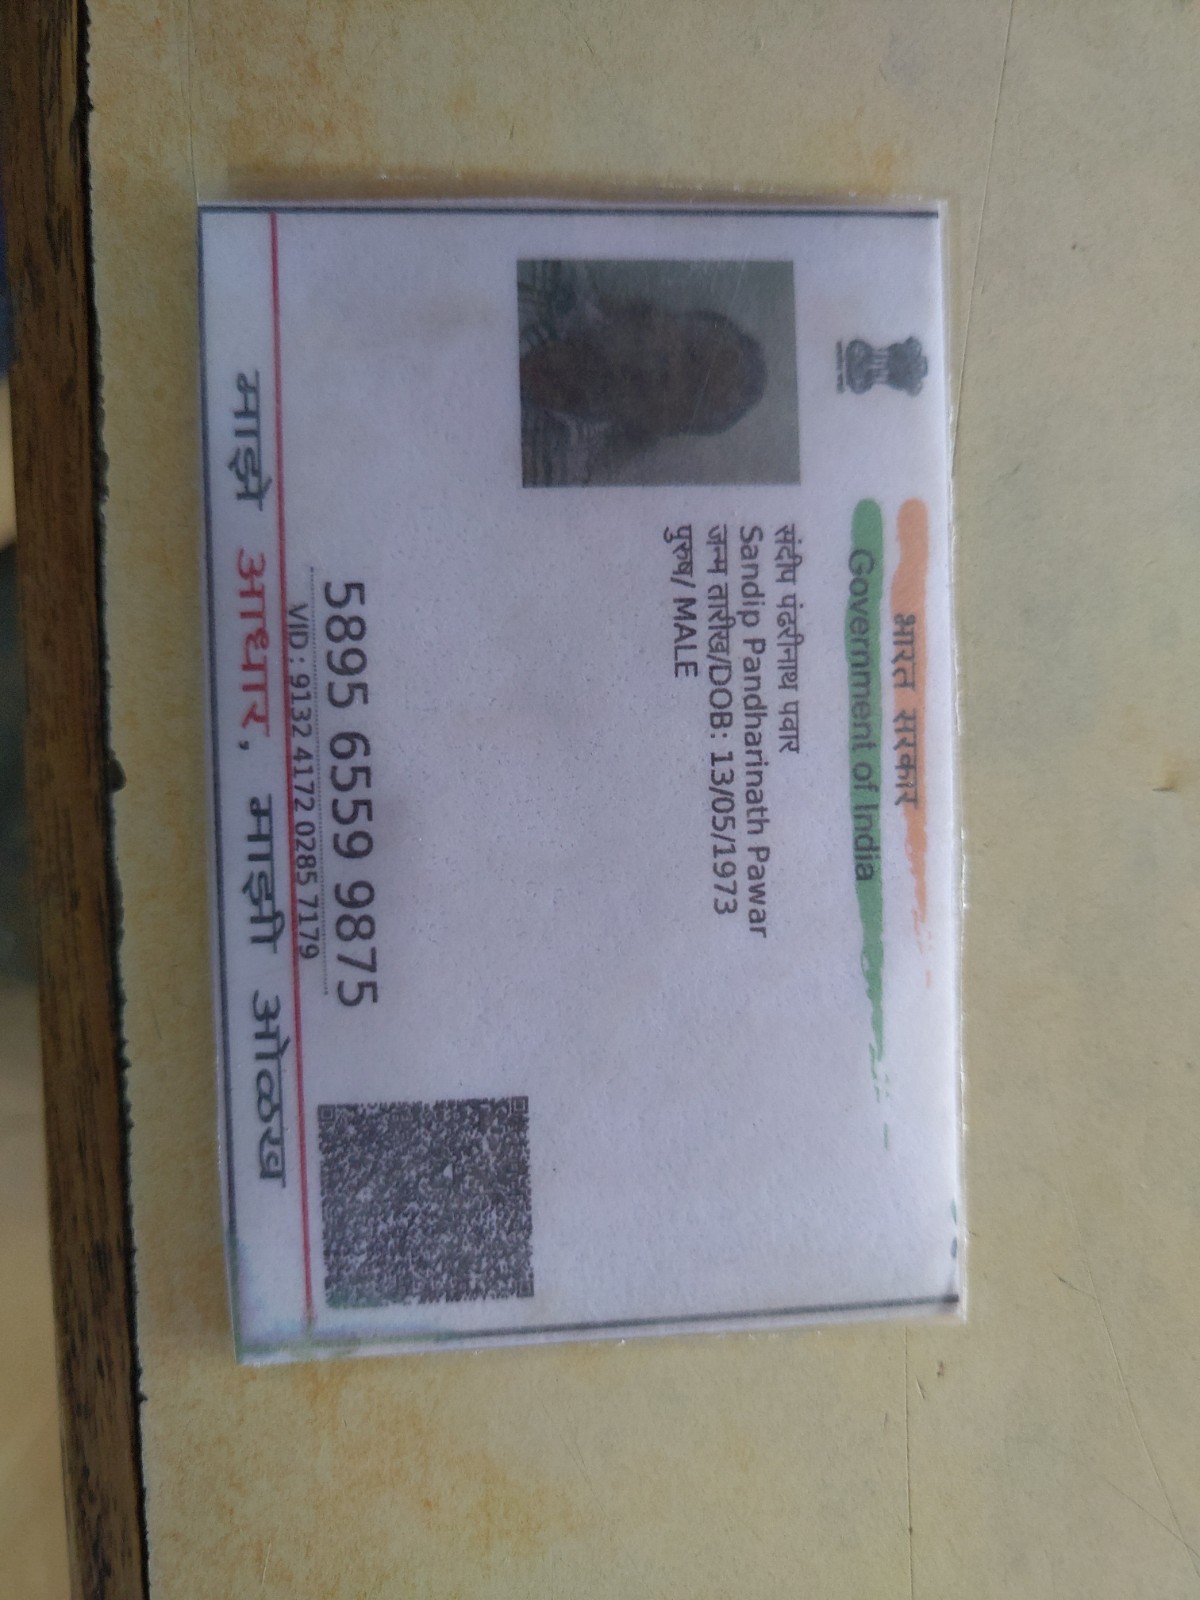 भारत सरकार
Government of India
संदीप पंढरीनाथ पवार
Sandip Pandharinath Pawar
जन्म तारीख/DOB: 13/05/1973
पुरुष/ MALE
5895 6559 9875
VID : 9132 4172 0285 7179
माझे आधार, माझी ओळख